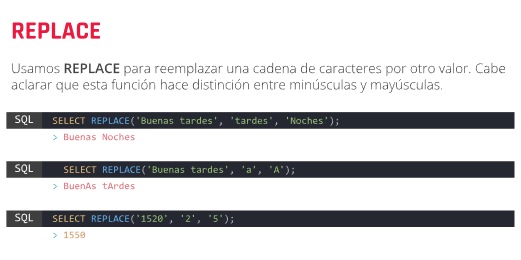 REPLACE
Usamos REPLACE para reemplazar una cadena de caracteres por otro valor. Cabe
aclarar que esta función hace distinción entre minúsculas y mayúsculas.
SQL SELECT REPLACE('Buenas tardes', 'tardes', 'Noches');
> Buenas Noches
SQL SELECT REPLACE('Buenas tardes', 'a', 'A');
> BuenAs tArdes
SQL SELECT REPLACE('1520', '2', '5');
> 1550